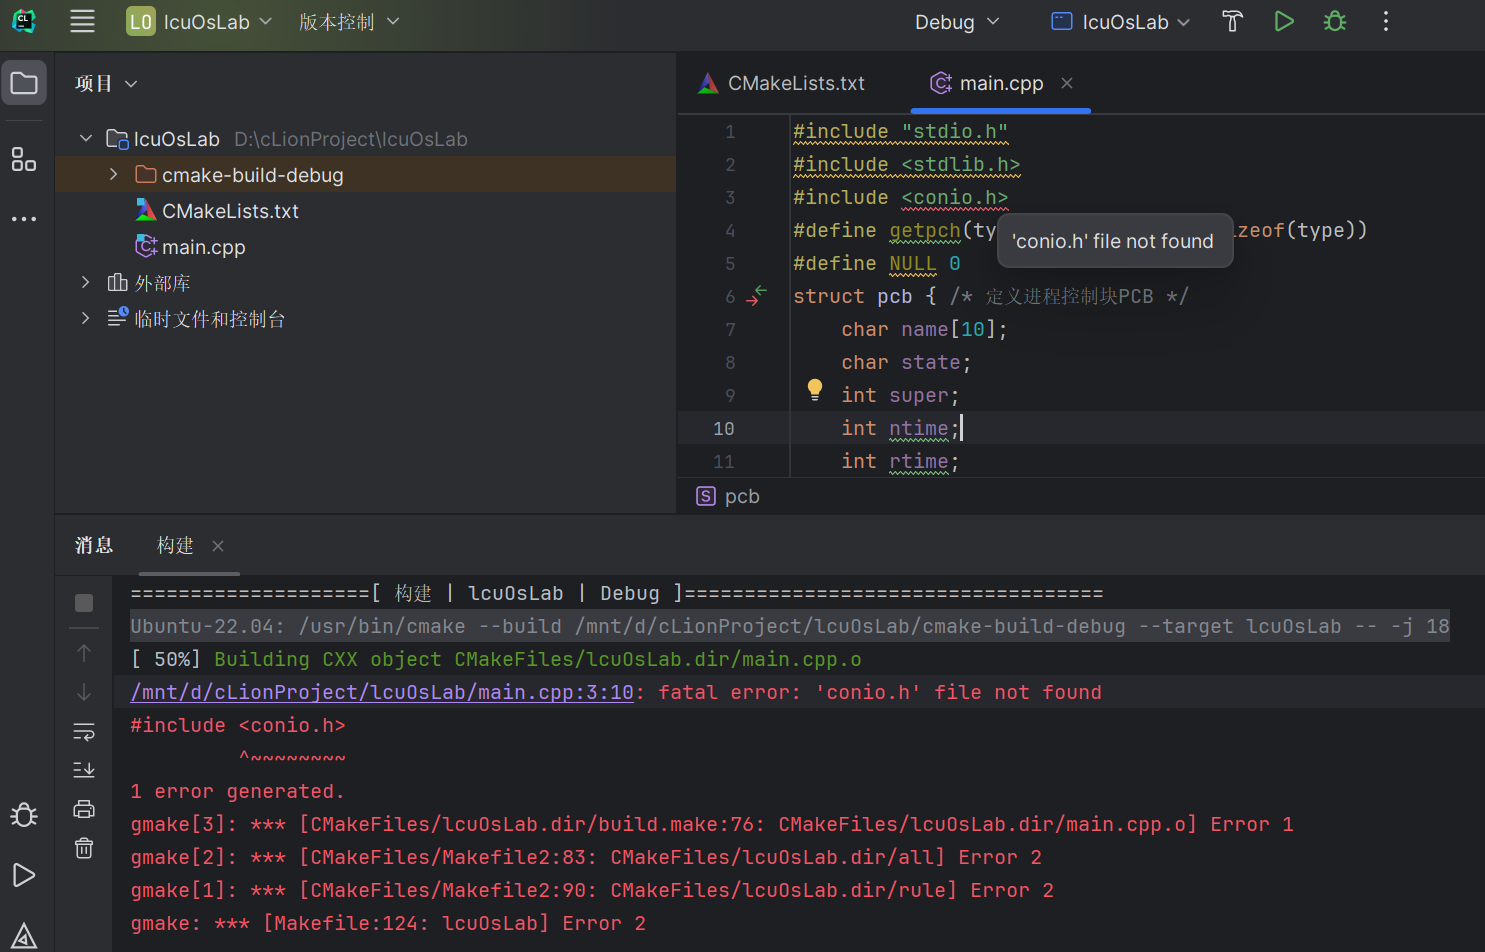 CL
LO lcuOsLab 版本控制 Debug lcuOsLab
项目
lcuOsLab D:\cLionProject\lcuOsLab
cmake-build-debug
CMakeLists.txt
main.cpp
外部库
临时文件和控制台
CMakeLists.txt main.cpp
1 #include "stdio.h"
2 #include <stdlib.h>
3 #include <conio.h>
4 #define getpch(ty zeof(type))
'conio.h' file not found
5 #define NULL 0
6 struct pcb { /* 定义进程控制块PCB */
7 char name[10];
8 char state;
9 int super;
10 int ntime;
11 int rtime;
S pcb
消息 构建
====================[ 构建 | lcuOsLab | Debug ]===================================
Ubuntu-22.04: /usr/bin/cmake --build /mnt/d/cLionProject/lcuOsLab/cmake-build-debug --target lcuOsLab -- -j 18
[ 50%] Building CXX object CMakeFiles/lcuOsLab.dir/main.cpp.o
/mnt/d/cLionProject/lcuOsLab/main.cpp:3:10: fatal error: 'conio.h' file not found
#include <conio.h>
^~~~~~~~~
1 error generated.
gmake[3]: *** [CMakeFiles/lcuOsLab.dir/build.make:76: CMakeFiles/lcuOsLab.dir/main.cpp.o] Error 1
gmake[2]: *** [CMakeFiles/Makefile2:83: CMakeFiles/lcuOsLab.dir/all] Error 2
gmake[1]: *** [CMakeFiles/Makefile2:90: CMakeFiles/lcuOsLab.dir/rule] Error 2
gmake: *** [Makefile:124: lcuOsLab] Error 2